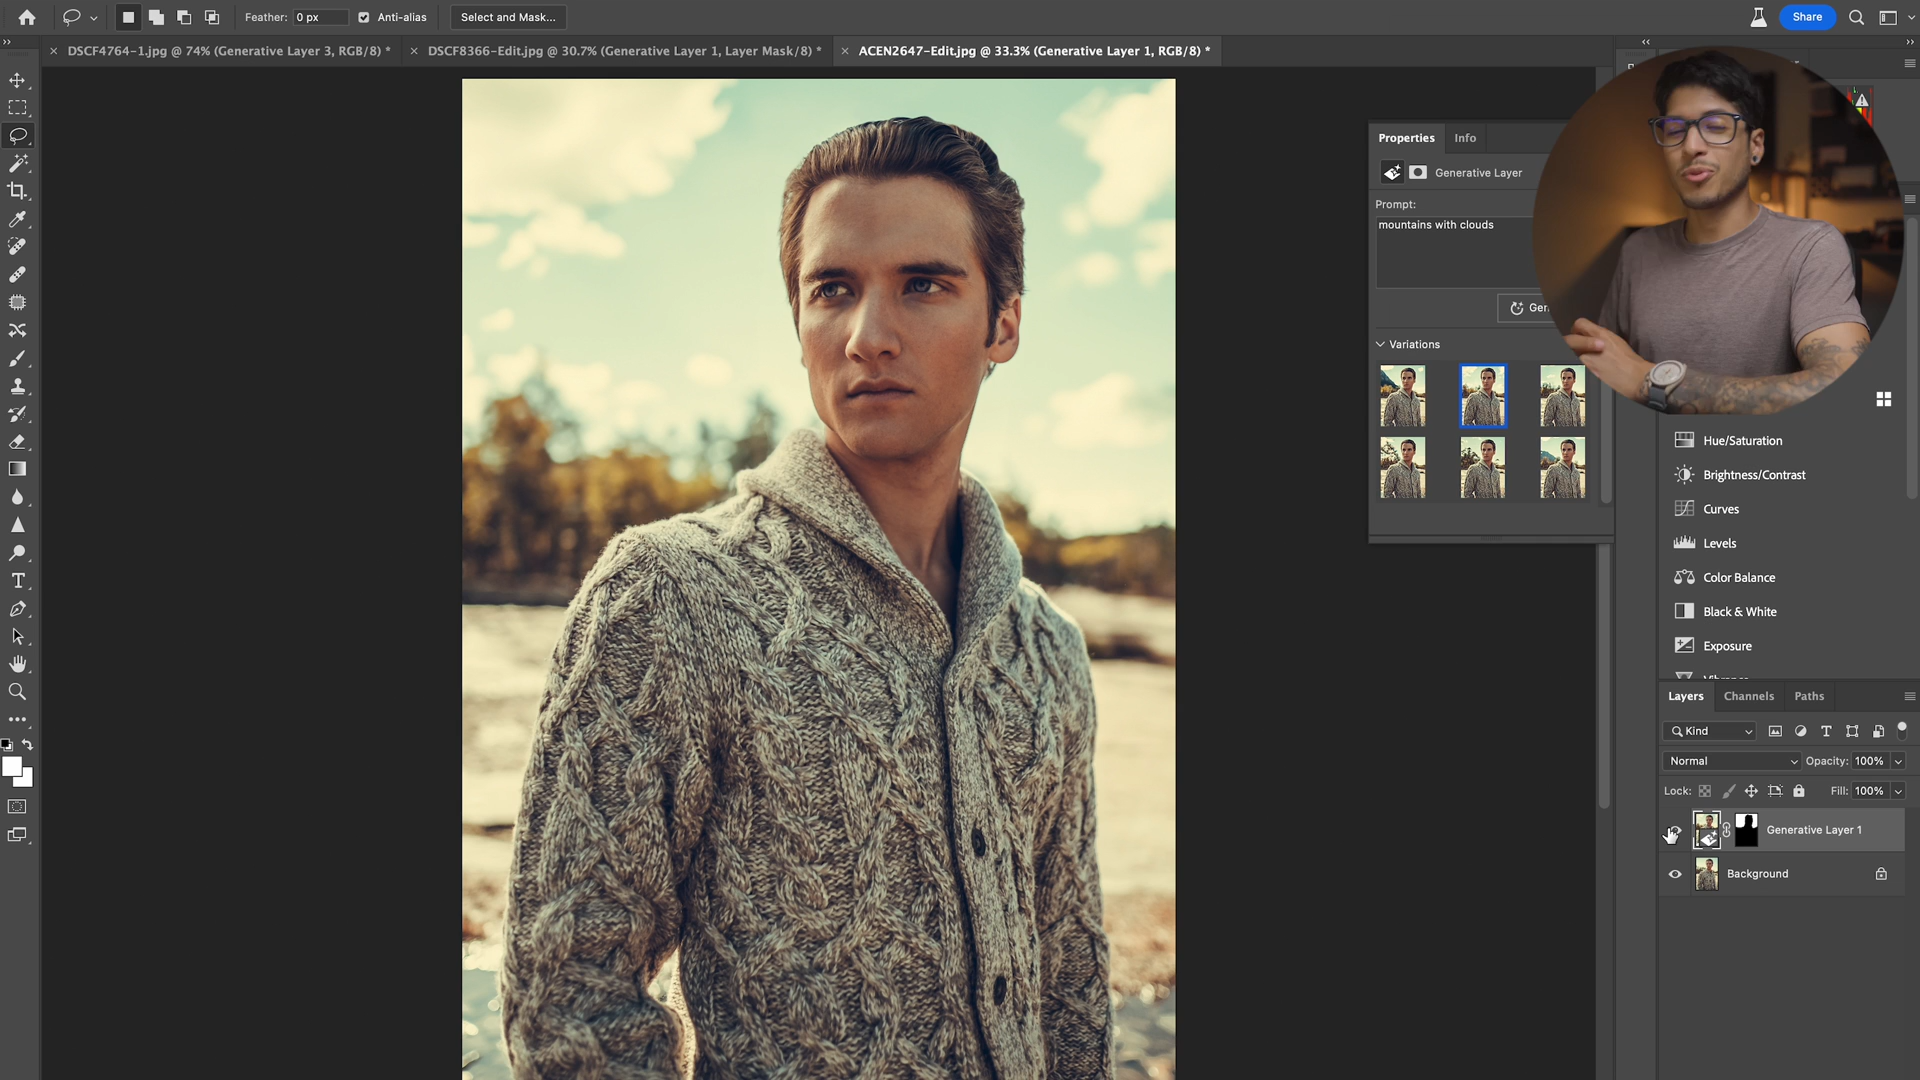 Feather: 0 px
Anti-alias
Select and Mask...
Share
DSCF4764-1.jpg @ 74% (Generative Layer 3, RGB/8) *
DSCF8366-Edit.jpg @ 30.7% (Generative Layer 1, Layer Mask/8) *
ACEN2647-Edit.jpg @ 33.3% (Generative Layer 1, RGB/8) *
Properties
Info
Generative Layer
Prompt:
mountains with clouds
Variations
Hue/Saturation
Brightness/Contrast
Curves
Levels
Color Balance
Black & White
Exposure
Layers
Channels
Paths
Kind
Normal
Opacity: 100%
Lock:
Fill: 100%
Generative Layer 1
Background